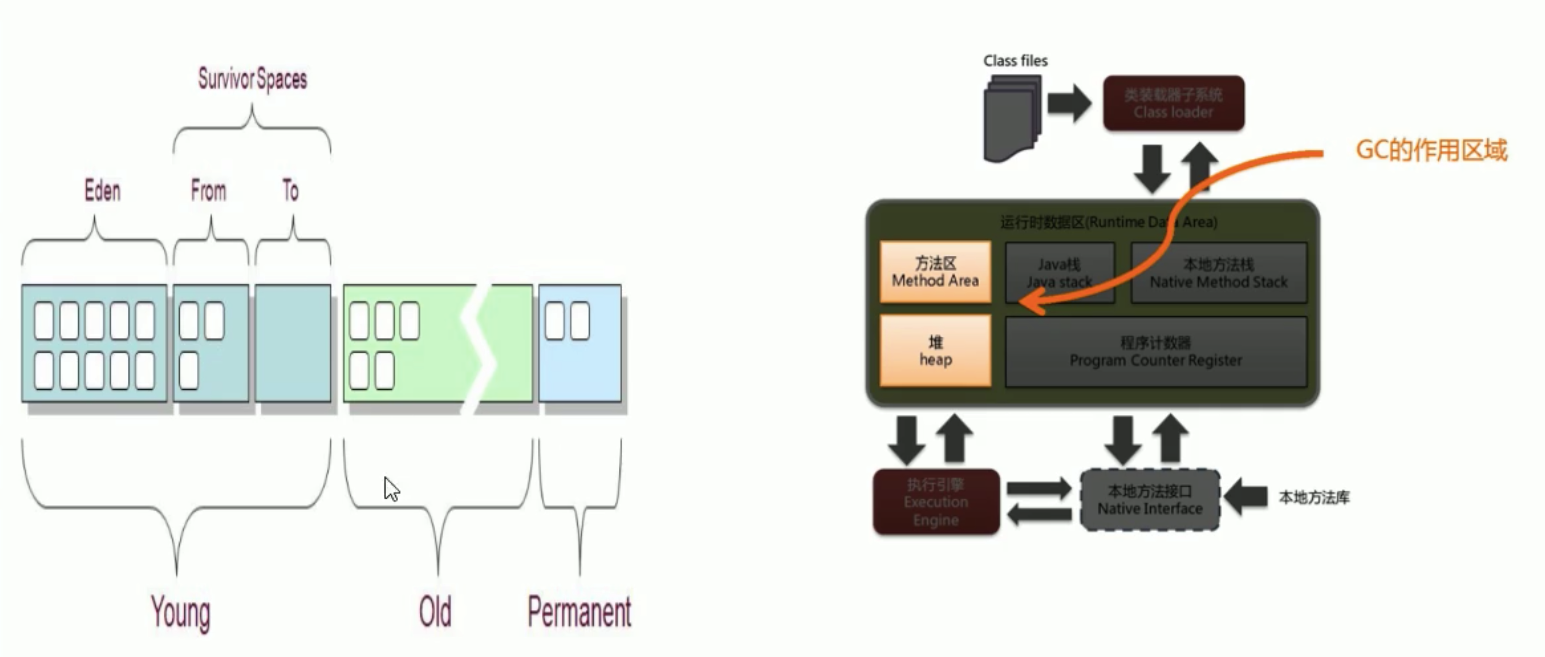 Survivor Spaces
Eden
From
To
Young
Old
Permanent
Class files
类装载器子系统
Class loader
GC的作用区域
运行时数据区(Runtime Data Area)
方法区
Method Area
Java栈
Java stack
本地方法栈
Native Method Stack
堆
heap
程序计数器
Program Counter Register
执行引擎
Execution
Engine
本地方法接口
Native Interface
本地方法库